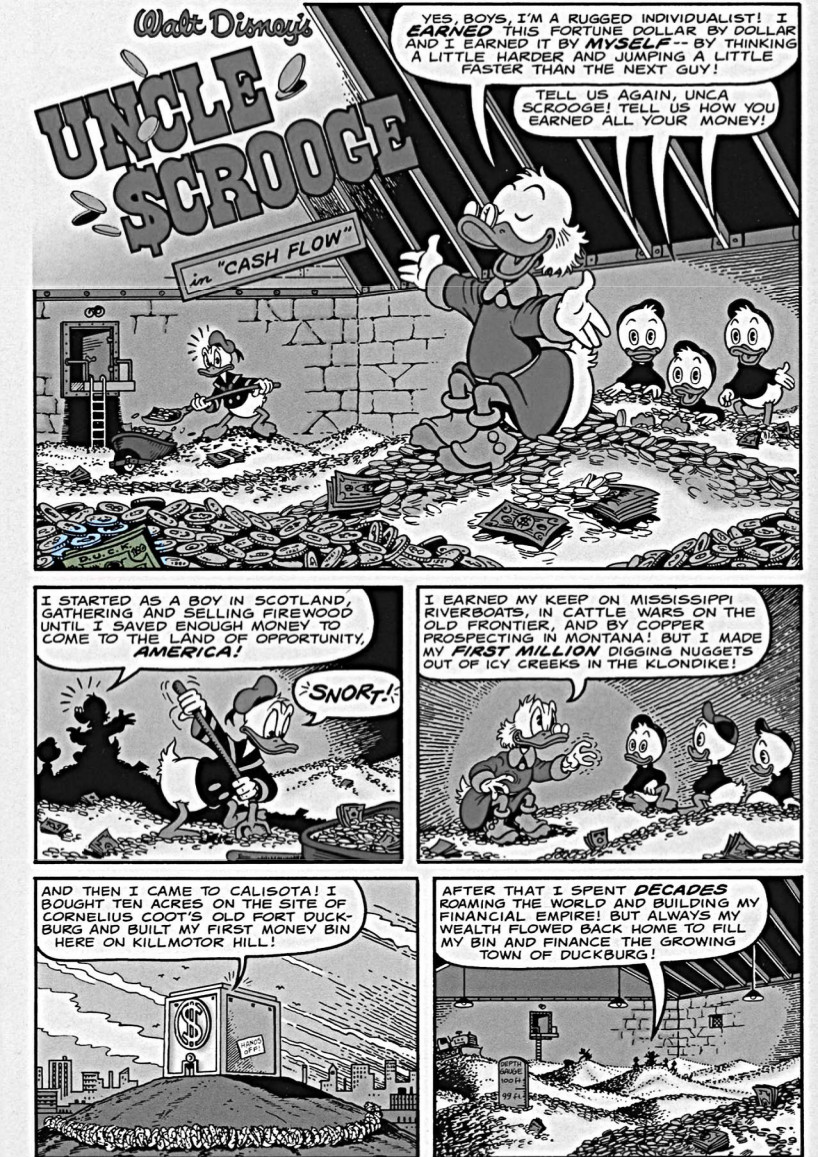 Walt Disney's
UNCLE
$CROOGE
in "CASH FLOW"
YES, BOYS, I'M A RUGGED INDIVIDUALIST! I
EARNED THIS FORTUNE DOLLAR BY DOLLAR
AND I EARNED IT BY MYSELF -- BY THINKING
A LITTLE HARDER AND JUMPING A LITTLE
FASTER THAN THE NEXT GUY!
TELL US AGAIN, UNCA
SCROOGE! TELL US HOW YOU
EARNED ALL YOUR MONEY!
D.U.C.K.
I STARTED AS A BOY IN SCOTLAND,
GATHERING AND SELLING FIREWOOD
UNTIL I SAVED ENOUGH MONEY TO
COME TO THE LAND OF OPPORTUNITY,
AMERICA!
SNORT!
I EARNED MY KEEP ON MISSISSIPPI
RIVERBOATS, IN CATTLE WARS ON THE
OLD FRONTIER, AND BY COPPER
PROSPECTING IN MONTANA! BUT I MADE
MY FIRST MILLION DIGGING NUGGETS
OUT OF ICY CREEKS IN THE KLONDIKE!
AND THEN I CAME TO CALISOTA! I
BOUGHT TEN ACRES ON THE SITE OF
CORNELIUS COOT'S OLD FORT DUCK-
BURG AND BUILT MY FIRST MONEY BIN
HERE ON KILLMOTOR HILL!
$
HANDS
OFF!
AFTER THAT I SPENT DECADES
ROAMING THE WORLD AND BUILDING MY
FINANCIAL EMPIRE! BUT ALWAYS MY
WEALTH FLOWED BACK HOME TO FILL
MY BIN AND FINANCE THE GROWING
TOWN OF DUCKBURG!
DEPTH
GAUGE
100 ft.
99 ft.